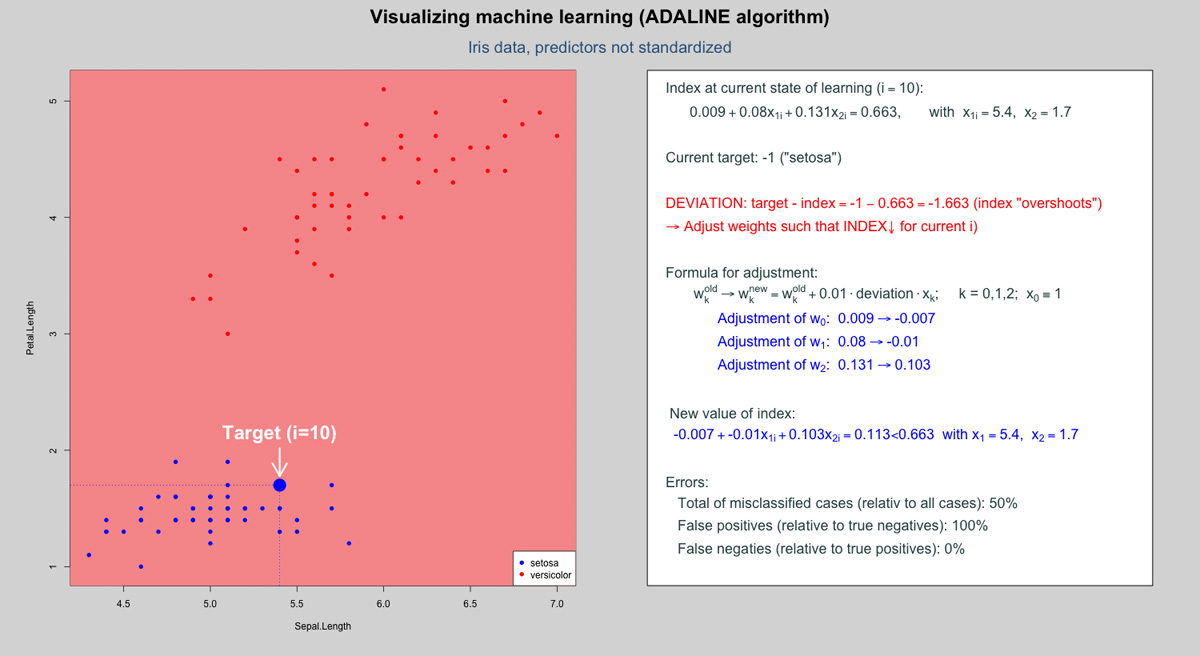 Visualizing machine learning (ADALINE algorithm)
Iris data, predictors not standardized
5
4
3
2
1
Petal.Length
Target (i=10)
setosa
versicolor
4.5 5.0 5.5 6.0 6.5 7.0
Sepal.Length
Index at current state of learning (i = 10):
0.009 + 0.08x1i + 0.131x2i = 0.663, with x1i = 5.4, x2 = 1.7
Current target: -1 ("setosa")
DEVIATION: target - index = -1 − 0.663 = -1.663 (index "overshoots")
→ Adjust weights such that INDEX↓ for current i)
Formula for adjustment:
wk^old → wk^new = wk^old + 0.01 · deviation · xk; k = 0,1,2; x0 ≡ 1
Adjustment of w0: 0.009 → -0.007
Adjustment of w1: 0.08 → -0.01
Adjustment of w2: 0.131 → 0.103
New value of index:
-0.007 + -0.01x1i + 0.103x2i = 0.113<0.663 with x1 = 5.4, x2 = 1.7
Errors:
Total of misclassified cases (relativ to all cases): 50%
False positives (relative to true negatives): 100%
False negaties (relative to true positives): 0%